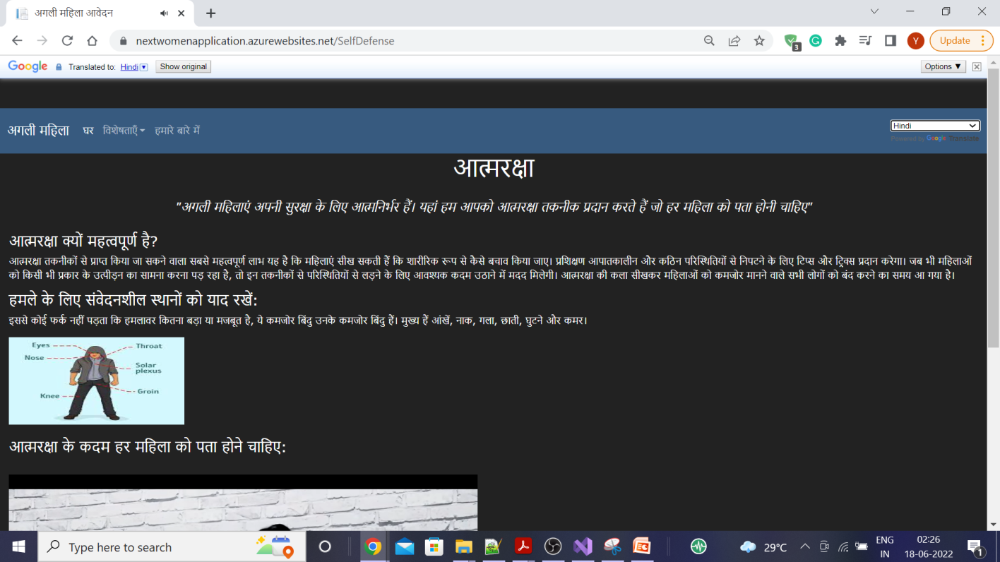 अगली महिला आवेदन
nextwomenapplication.azurewebsites.net/SelfDefense
3
Y
Update
Google Translated to: Hindi Show original Options ▼
अगली महिला घर विशेषताएँ हमारे बारे में
Hindi
Powered by Google Translate
आत्मरक्षा
"अगली महिलाएं अपनी सुरक्षा के लिए आत्मनिर्भर हैं। यहां हम आपको आत्मरक्षा तकनीक प्रदान करते हैं जो हर महिला को पता होनी चाहिए"
आत्मरक्षा क्यों महत्वपूर्ण है?
आत्मरक्षा तकनीकों से प्राप्त किया जा सकने वाला सबसे महत्वपूर्ण लाभ यह है कि महिलाएं सीख सकती हैं कि शारीरिक रूप से कैसे बचाव किया जाए। प्रशिक्षण आपातकालीन और कठिन परिस्थितियों से निपटने के लिए टिप्स और ट्रिक्स प्रदान करेगा। जब भी महिलाओं
को किसी भी प्रकार के उत्पीड़न का सामना करना पड़ रहा है, तो इन तकनीकों से परिस्थितियों से लड़ने के लिए आवश्यक कदम उठाने में मदद मिलेगी। आत्मरक्षा की कला सीखकर महिलाओं को कमजोर मानने वाले सभी लोगों को बंद करने का समय आ गया है।
हमले के लिए संवेदनशील स्थानों को याद रखें:
इससे कोई फर्क नहीं पड़ता कि हमलावर कितना बड़ा या मजबूत है, ये कमजोर बिंदु उनके कमजोर बिंदु हैं। मुख्य हैं आंखें, नाक, गला, छाती, घुटने और कमर।
Eyes
Throat
Nose
Solar
plexus
Groin
Knee
आत्मरक्षा के कदम हर महिला को पता होने चाहिए:
Type here to search
29°C
ENG
IN
02:26
18-06-2022
1